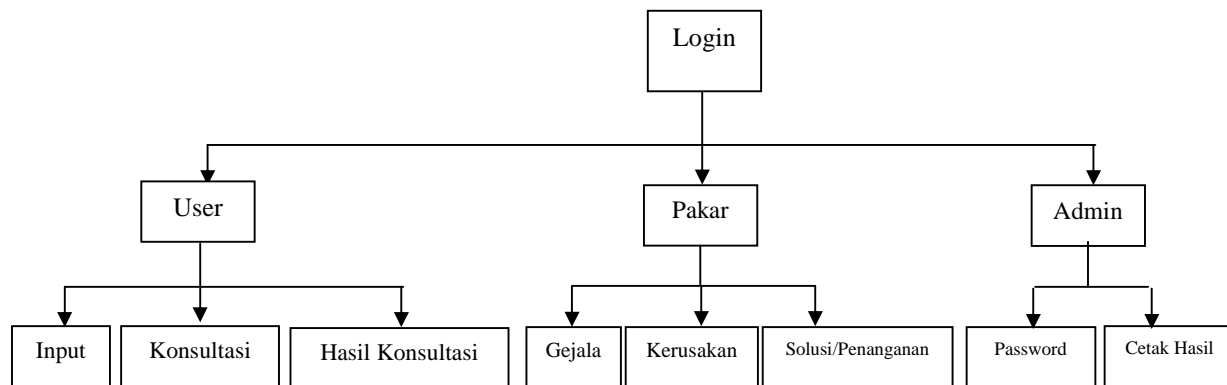 Login
User
Pakar
Admin
Input
Konsultasi
Hasil Konsultasi
Gejala
Kerusakan
Solusi/Penanganan
Password
Cetak Hasil